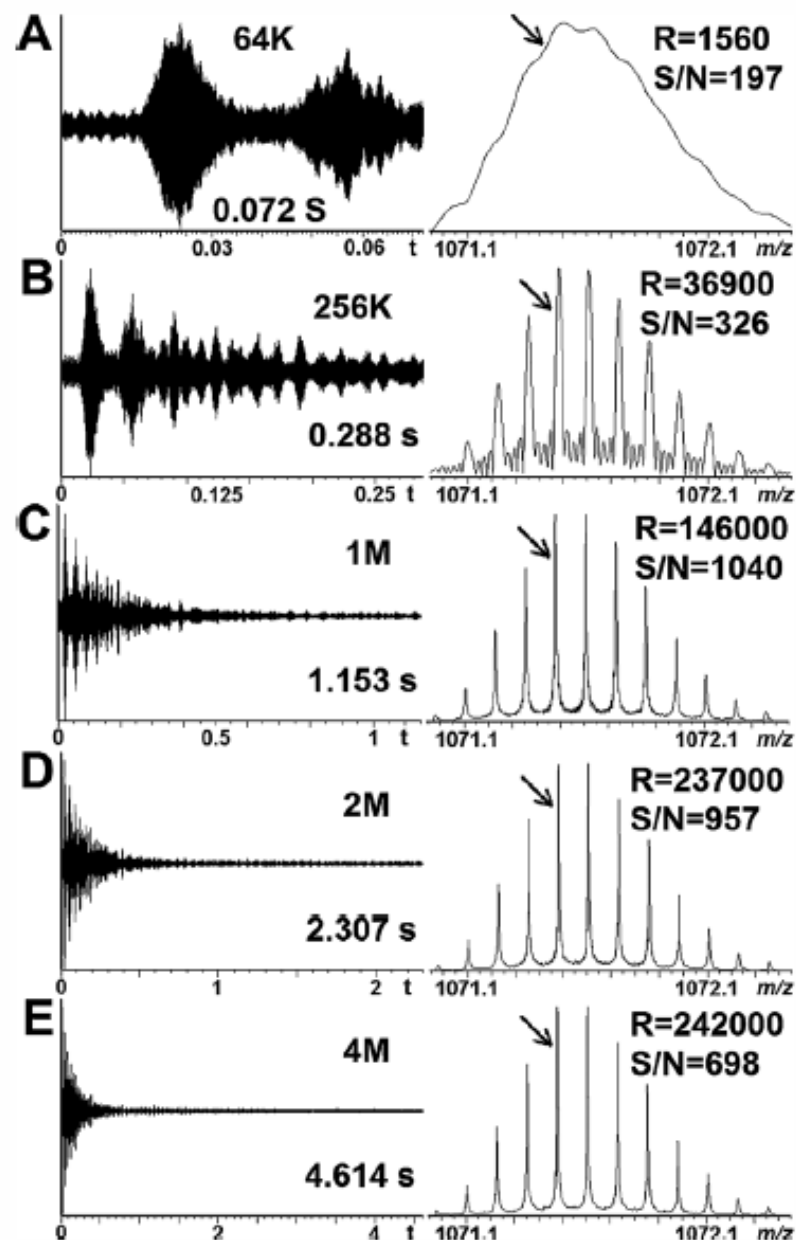 A
64K
R=1560
S/N=197
0.072 S
0 0.03 0.06 t
1071.1 1072.1 m/z
B
256K
R=36900
S/N=326
0.288 s
0 0.125 0.25 t
1071.1 1072.1 m/z
C
1M
R=146000
S/N=1040
1.153 s
0.5 1 t
1071.1 1072.1 m/z
D
2M
R=237000
S/N=957
2.307 s
0 1 2 t
1071.1 1072.1 m/z
E
4M
R=242000
S/N=698
4.614 s
0 2 4 t
1071.1 1072.1 m/z